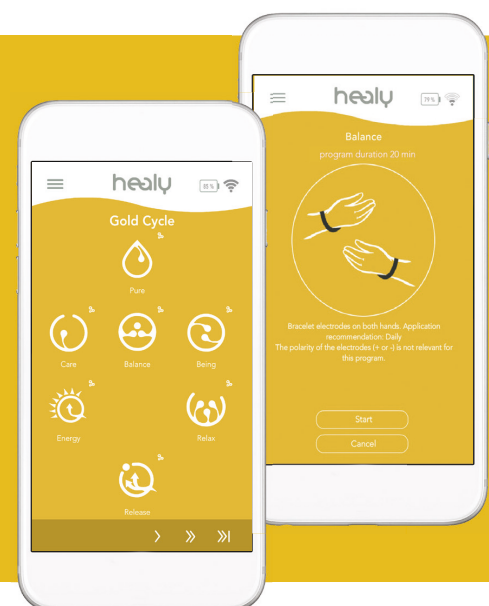 healy
85 %
Gold Cycle
Pure
Care
Balance
Being
Energy
Relax
Release
healy
79 %
Balance
program duration 20 min
Bracelet electrodes on both hands. Application
recommendation: Daily
The polarity of the electrodes (+ or -) is not relevant for
this program.
Start
Cancel